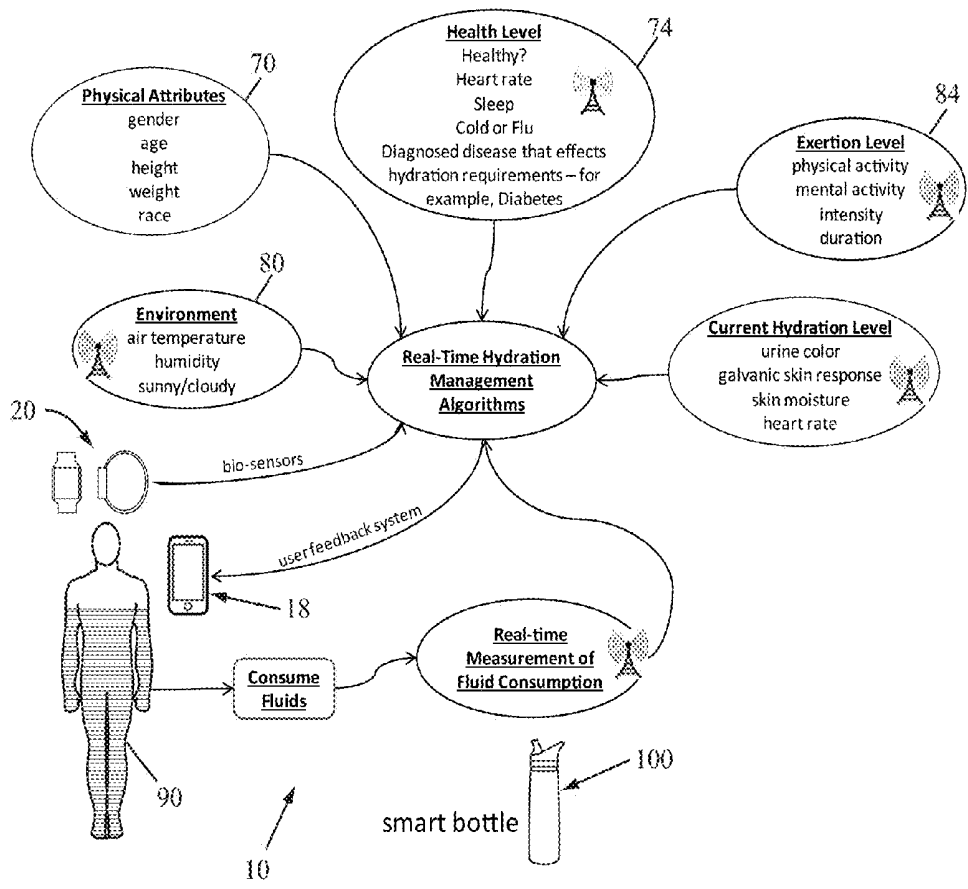 70
Physical Attributes
gender
age
height
weight
race
74
Health Level
Healthy?
Heart rate
Sleep
Cold or Flu
Diagnosed disease that effects
hydration requirements – for
example, Diabetes
84
Exertion Level
physical activity
mental activity
intensity
duration
80
Environment
air temperature
humidity
sunny/cloudy
Real-Time Hydration
Management
Algorithms
Current Hydration Level
urine color
galvanic skin response
skin moisture
heart rate
20
bio-sensors
user feedback system
18
Consume
Fluids
Real-time
Measurement of
Fluid Consumption
90
10
smart bottle
100